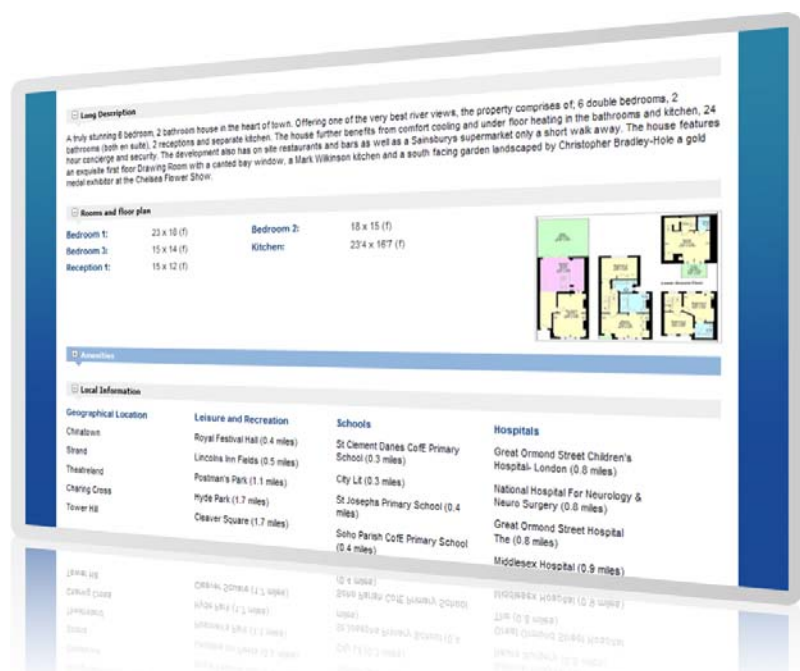 Long Description
A truly stunning 6 bedroom, 2 bathroom house in the heart of town. Offering one of the very best river views, the property comprises of; 6 double bedrooms, 2
bathrooms (both en suite), 2 receptons and separate kitchen. The house further benefits from comfort cooling and under floor heating in the bathrooms and kitchen, 24
hour concierge and security. The development also has on site restaurants and bars as well as a Sainsburys supermarket only a short walk away. The house features
an exquisite first floor Drawing Room with a canted bay window, a Mark Wilkinson kitchen and a south facing garden landscaped by Christopher Bradley-Hole a gold
medal exhibitor at the Chelsea Flower Show.
Rooms and floor plan
Bedroom 1: 23 x 18 (f) Bedroom 2: 18 x 15 (f)
Bedroom 3: 15 x 14 (f) Kitchen: 23'4 x 16'7 (f)
Reception 1: 15 x 12 (f)
Amenities
Local Information
Geographical Location
Chinatown
Strand
Theatreland
Charing Cross
Tower Hill
Leisure and Recreation
Royal Festival Hall (0.4 miles)
Lincolns Inn Fields (0.5 miles)
Postman's Park (1.1 miles)
Hyde Park (1.7 miles)
Cleaver Square (1.7 miles)
Schools
St Clement Danes CofE Primary
School (0.3 miles)
City Lit (0.3 miles)
St Josephs Primary School (0.4
miles)
Soho Parish CofE Primary School
(0.4 miles)
Hospitals
Great Ormond Street Children's
Hospital- London (0.8 miles)
National Hospital For Neurology &
Neuro Surgery (0.8 miles)
Great Ormond Street Hospital
The (0.8 miles)
Middlesex Hospital (0.9 miles)